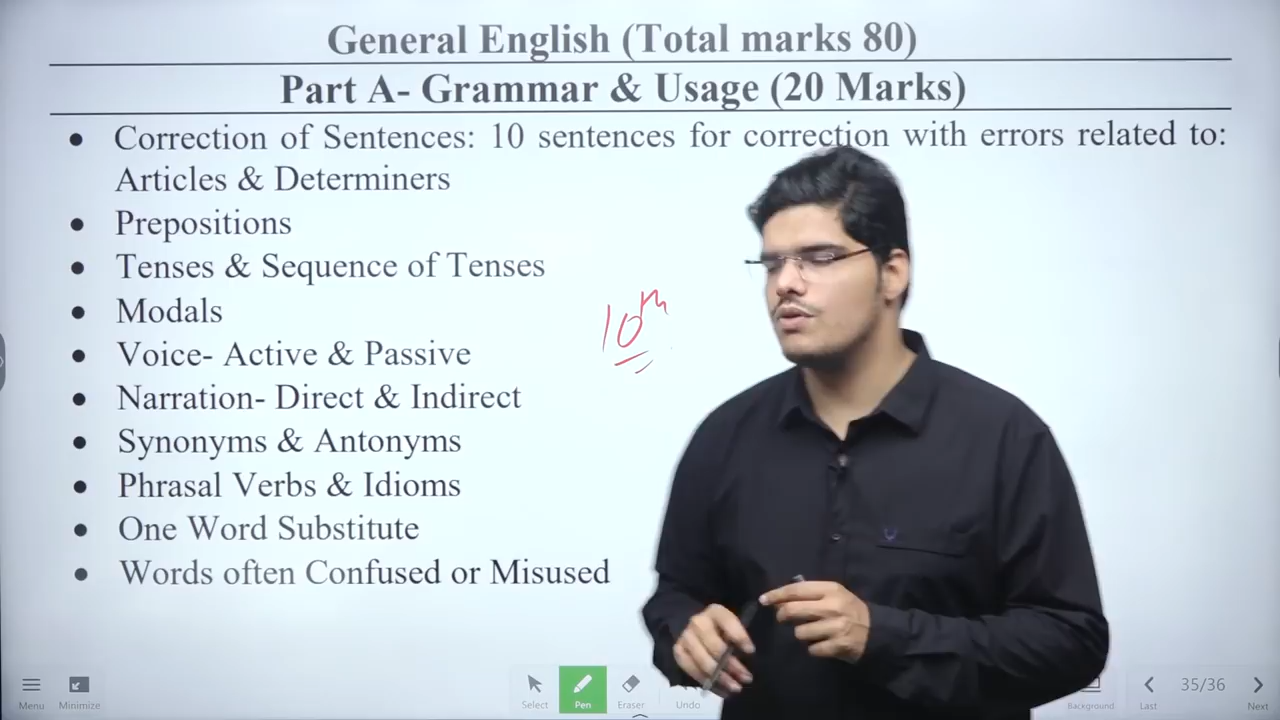 General English (Total marks 80)
Part A- Grammar & Usage (20 Marks)
• Correction of Sentences: 10 sentences for correction with errors related to:
Articles & Determiners
• Prepositions
• Tenses & Sequence of Tenses
• Modals
• Voice- Active & Passive
• Narration- Direct & Indirect
• Synonyms & Antonyms
• Phrasal Verbs & Idioms
• One Word Substitute
• Words often Confused or Misused
10th
Menu Minimize Select Pen Eraser Undo Background Last 35/36 Next